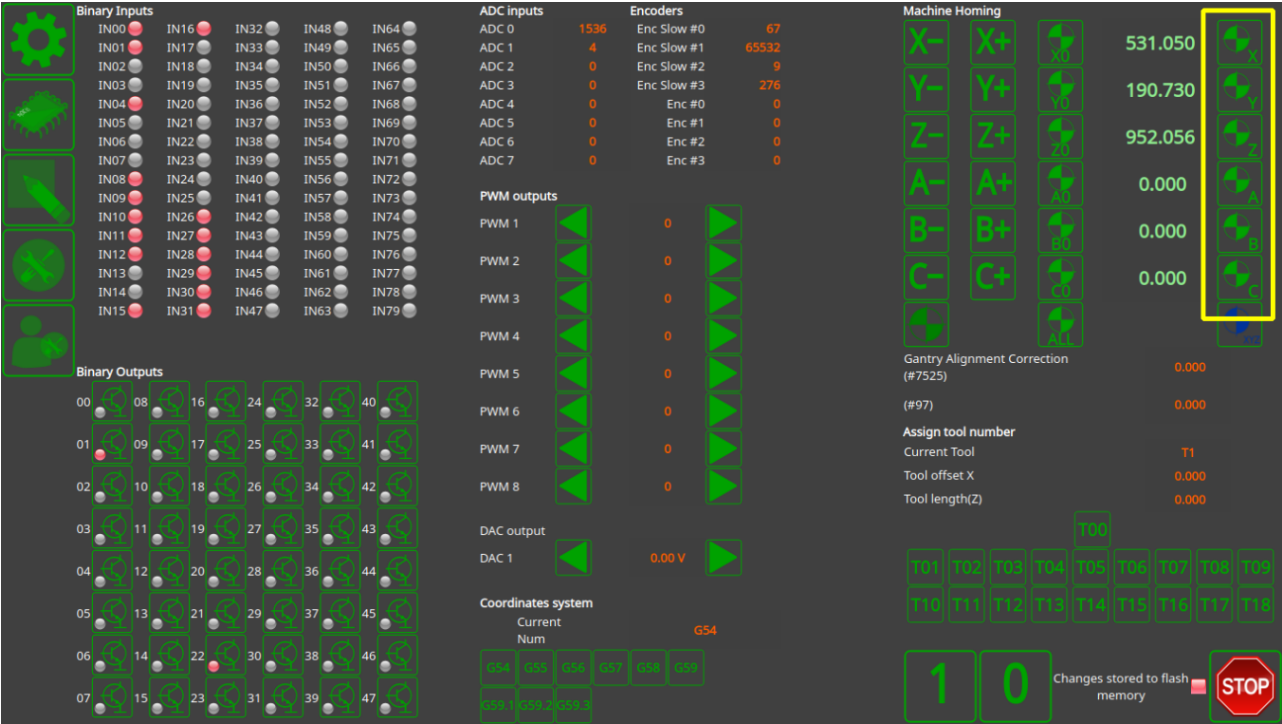 Binary Inputs
IN00 IN16 IN32 IN48 IN64
IN01 IN17 IN33 IN49 IN65
IN02 IN18 IN34 IN50 IN66
IN03 IN19 IN35 IN51 IN67
IN04 IN20 IN36 IN52 IN68
IN05 IN21 IN37 IN53 IN69
IN06 IN22 IN38 IN54 IN70
IN07 IN23 IN39 IN55 IN71
IN08 IN24 IN40 IN56 IN72
IN09 IN25 IN41 IN57 IN73
IN10 IN26 IN42 IN58 IN74
IN11 IN27 IN43 IN59 IN75
IN12 IN28 IN44 IN60 IN76
IN13 IN29 IN45 IN61 IN77
IN14 IN30 IN46 IN62 IN78
IN15 IN31 IN47 IN63 IN79
Binary Outputs
00 08 16 24 32 40
01 09 17 25 33 41
02 10 18 26 34 42
03 11 19 27 35 43
04 12 20 28 36 44
05 13 21 29 37 45
06 14 22 30 38 46
07 15 23 31 39 47
ADC inputs Encoders
ADC 0 1536 Enc Slow #0 67
ADC 1 4 Enc Slow #1 65532
ADC 2 0 Enc Slow #2 9
ADC 3 0 Enc Slow #3 276
ADC 4 0 Enc #0 0
ADC 5 0 Enc #1 0
ADC 6 0 Enc #2 0
ADC 7 0 Enc #3 0
PWM outputs
PWM 1 0
PWM 2 0
PWM 3 0
PWM 4 0
PWM 5 0
PWM 6 0
PWM 7 0
PWM 8 0
DAC output
DAC 1 0.00 V
Coordinates system
Current
Num
G54
G54 G55 G56 G57 G58 G59
G59.1 G59.2 G59.3
Machine Homing
X- X+ X0 531.050 X
Y- Y+ Y0 190.730 Y
Z- Z+ Z0 952.056 Z
A- A+ A0 0.000 A
B- B+ B0 0.000 B
C- C+ C0 0.000 C
ALL XYZ
Gantry Alignment Correction
(#7525) 0.000
(#97) 0.000
Assign tool number
Current Tool T1
Tool offset X 0.000
Tool length(Z) 0.000
T00
T01 T02 T03 T04 T05 T06 T07 T08 T09
T10 T11 T12 T13 T14 T15 T16 T17 T18
1 0
Changes stored to flash
memory
STOP